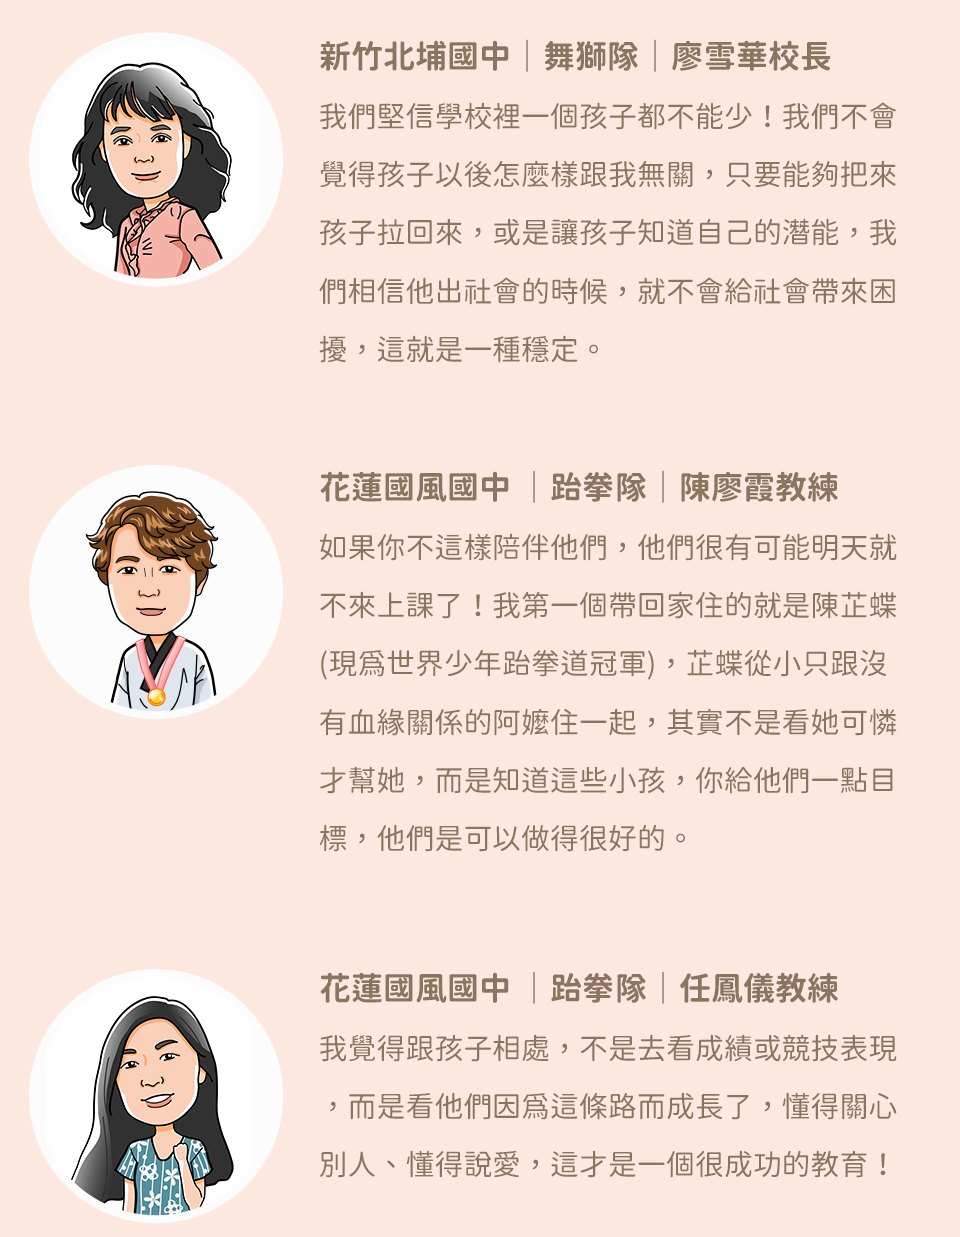 新竹北埔國中｜舞獅隊｜廖雪華校長
我們堅信學校裡一個孩子都不能少！我們不會
覺得孩子以後怎麼樣跟我無關，只要能夠把來
孩子拉回來，或是讓孩子知道自己的潛能，我
們相信他出社會的時候，就不會給社會帶來困
擾，這就是一種穩定。
花蓮國風國中 ｜跆拳隊｜陳廖霞教練
如果你不這樣陪伴他們，他們很有可能明天就
不來上課了！我第一個帶回家住的就是陳芷蝶
(現爲世界少年跆拳道冠軍)，芷蝶從小只跟沒
有血緣關係的阿嬤住一起，其實不是看她可憐
才幫她，而是知道這些小孩，你給他們一點目
標，他們是可以做得很好的。
花蓮國風國中 ｜跆拳隊｜任鳳儀教練
我覺得跟孩子相處，不是去看成績或競技表現
，而是看他們因爲這條路而成長了，懂得關心
別人、懂得說愛，這才是一個很成功的教育！